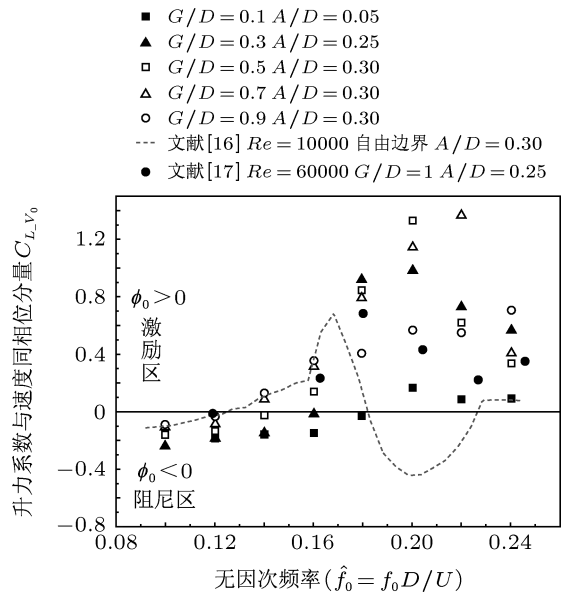 G/D=0.1 A/D=0.05
G/D=0.3 A/D=0.25
G/D=0.5 A/D=0.30
G/D=0.7 A/D=0.30
G/D=0.9 A/D=0.30
文献[16] Re=10000 自由边界 A/D=0.30
文献[17] Re=60000 G/D=1 A/D=0.25
升力系数与速度同相位分量 C_{L_V_0}
1.2
0.8
0.4
0
−0.4
−0.8
ϕ₀>0
激励区
ϕ₀<0
阻尼区
0.08 0.12 0.16 0.20 0.24
无因次频率(f̂₀=f₀D/U)